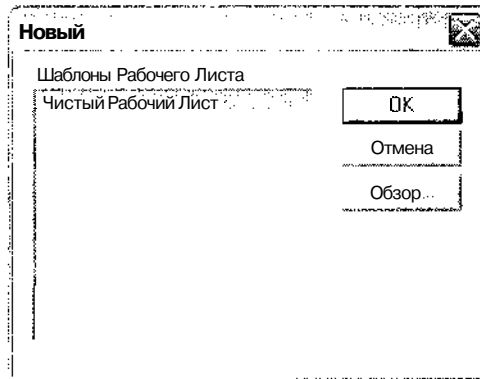 Новый
Шаблоны Рабочего Листа
Чистый Рабочий Лист
OK
Отмена
Обзор...